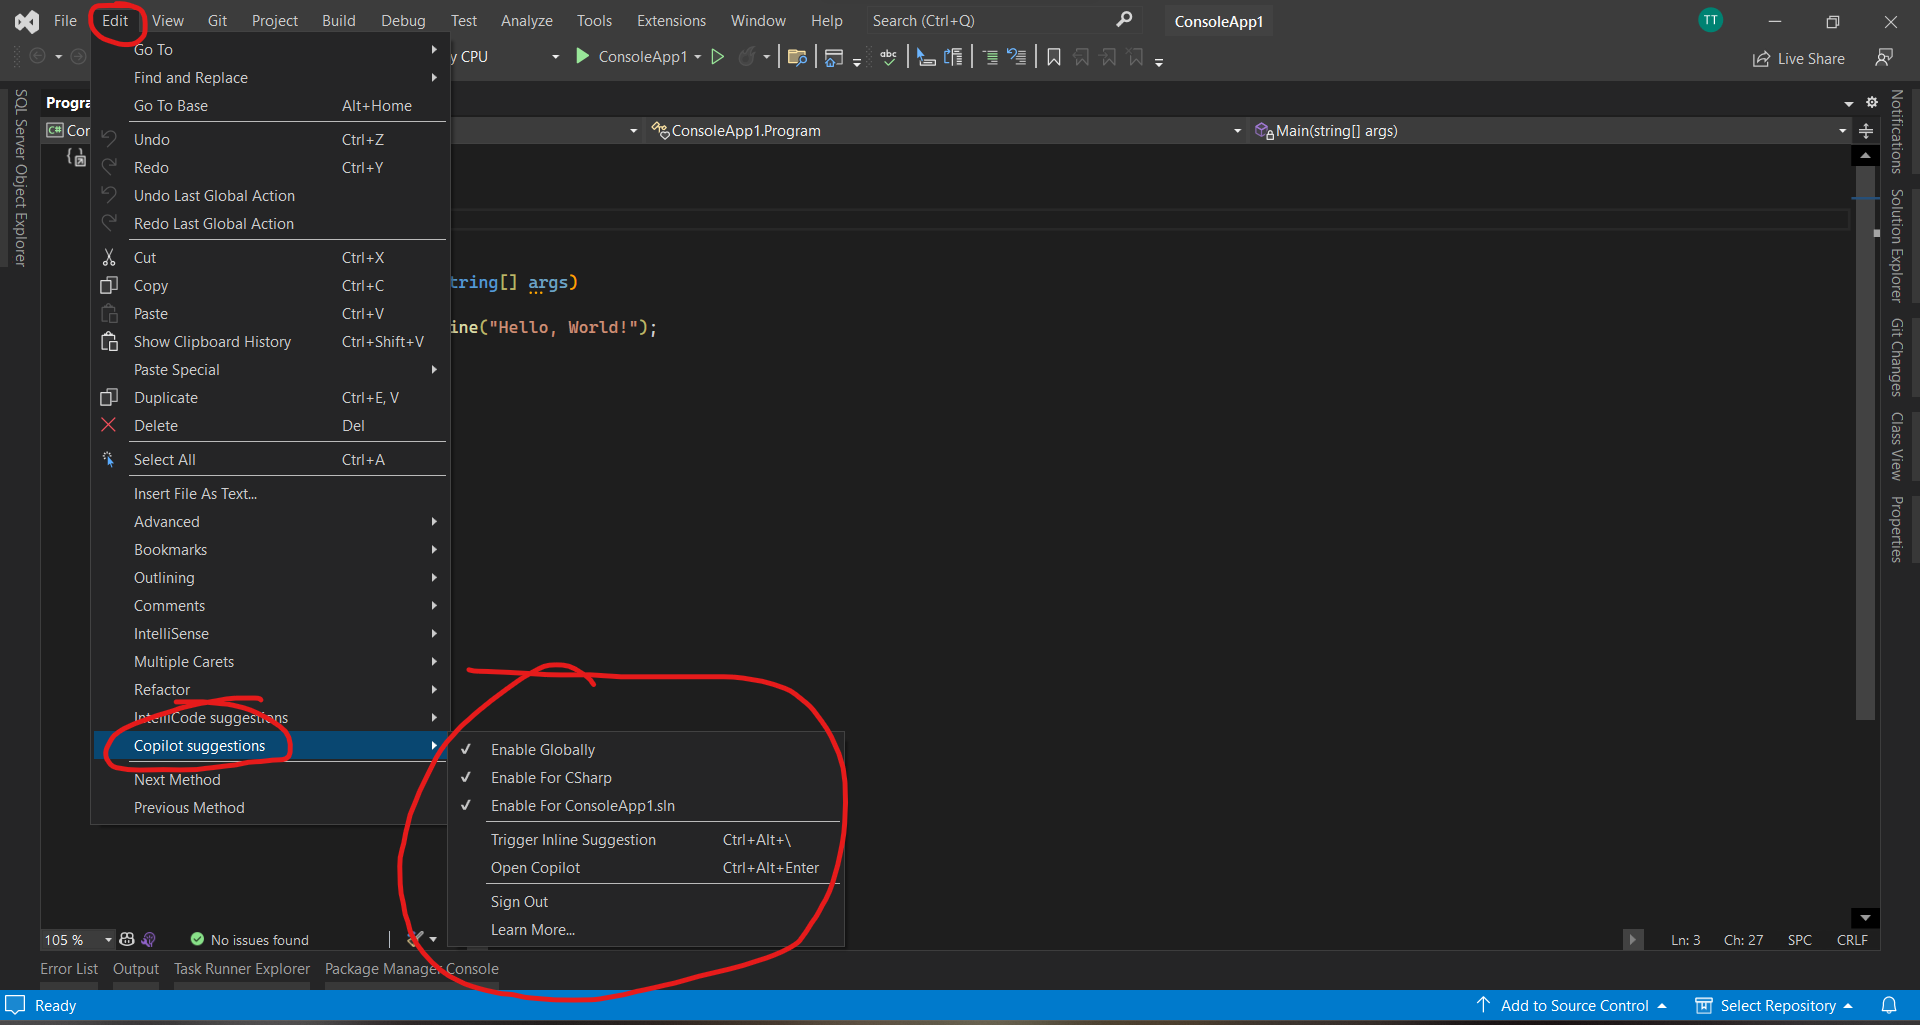 File Edit View Git Project Build Debug Test Analyze Tools Extensions Window Help Search (Ctrl+Q) ConsoleApp1 TT
y CPU ConsoleApp1 Live Share
Progra
Con ConsoleApp1.Program Main(string[] args)
SQL Server Object Explorer
Go To
Find and Replace
Go To Base Alt+Home
Undo Ctrl+Z
Redo Ctrl+Y
Undo Last Global Action
Redo Last Global Action
Cut Ctrl+X
Copy Ctrl+C
Paste Ctrl+V
Show Clipboard History Ctrl+Shift+V
Paste Special
Duplicate Ctrl+E, V
Delete Del
Select All Ctrl+A
Insert File As Text...
Advanced
Bookmarks
Outlining
Comments
IntelliSense
Multiple Carets
Refactor
IntelliCode suggestions
Copilot suggestions
Next Method
Previous Method
tring[] args)
ine("Hello, World!");
Enable Globally
Enable For CSharp
Enable For ConsoleApp1.sln
Trigger Inline Suggestion Ctrl+Alt+\
Open Copilot Ctrl+Alt+Enter
Sign Out
Learn More...
Notifications
Solution Explorer
Git Changes
Class View
Properties
105 % No issues found Ln: 3 Ch: 27 SPC CRLF
Error List Output Task Runner Explorer Package Manager Console
Ready Add to Source Control Select Repository